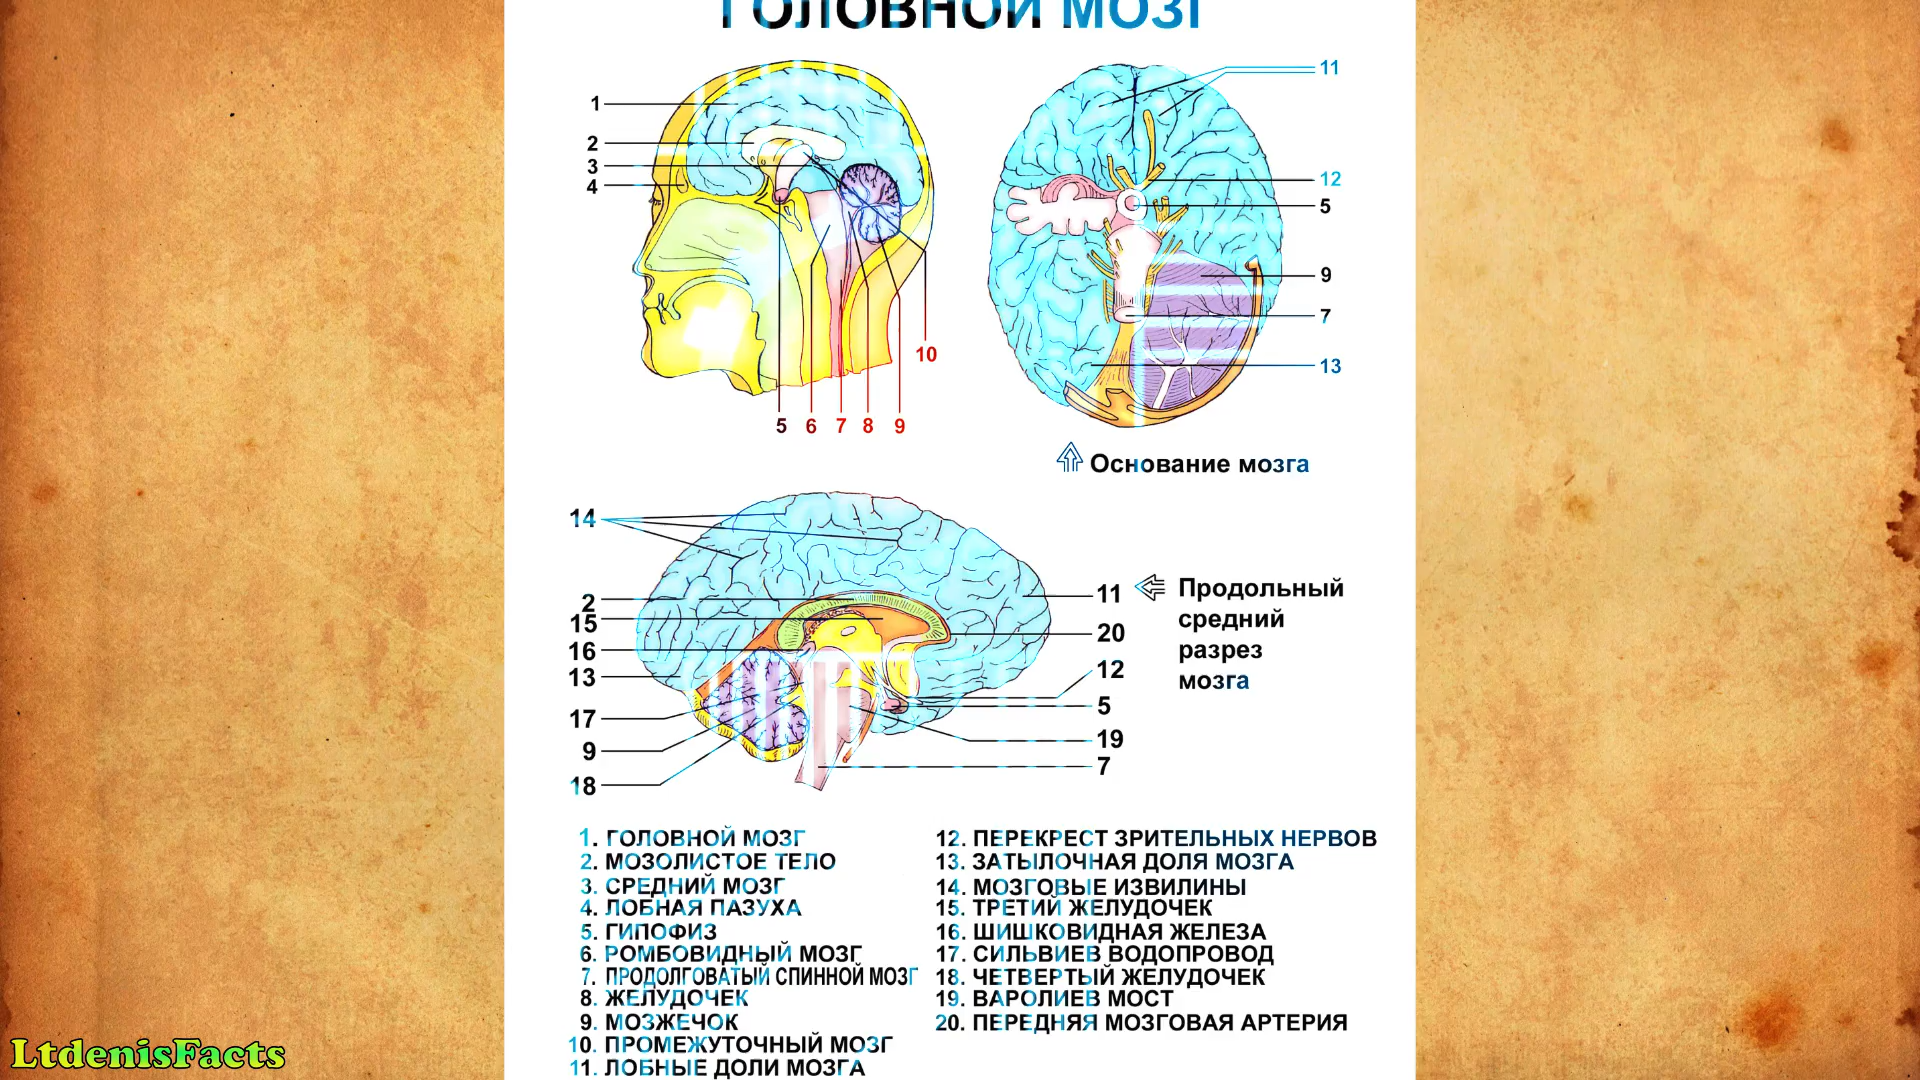 ГОЛОВНОЙ МОЗГ
1
2
3
4
5 6 7 8 9
10
11
12
5
9
7
13
Основание мозга
14
2
15
16
13
17
9
18
11
20
12
5
19
7
Продольный
средний
разрез
мозга
1. ГОЛОВНОЙ МОЗГ
2. МОЗОЛИСТОЕ ТЕЛО
3. СРЕДНИЙ МОЗГ
4. ЛОБНАЯ ПАЗУХА
5. ГИПОФИЗ
6. РОМБОВИДНЫЙ МОЗГ
7. ПРОДОЛГОВАТЫЙ СПИННОЙ МОЗГ
8. ЖЕЛУДОЧЕК
9. МОЗЖЕЧОК
10. ПРОМЕЖУТОЧНЫЙ МОЗГ
11. ЛОБНЫЕ ДОЛИ МОЗГА
12. ПЕРЕКРЕСТ ЗРИТЕЛЬНЫХ НЕРВОВ
13. ЗАТЫЛОЧНАЯ ДОЛЯ МОЗГА
14. МОЗГОВЫЕ ИЗВИЛИНЫ
15. ТРЕТИЙ ЖЕЛУДОЧЕК
16. ШИШКОВИДНАЯ ЖЕЛЕЗА
17. СИЛЬВИЕВ ВОДОПРОВОД
18. ЧЕТВЕРТЫЙ ЖЕЛУДОЧЕК
19. ВАРОЛИЕВ МОСТ
20. ПЕРЕДНЯЯ МОЗГОВАЯ АРТЕРИЯ
LtdenisFacts